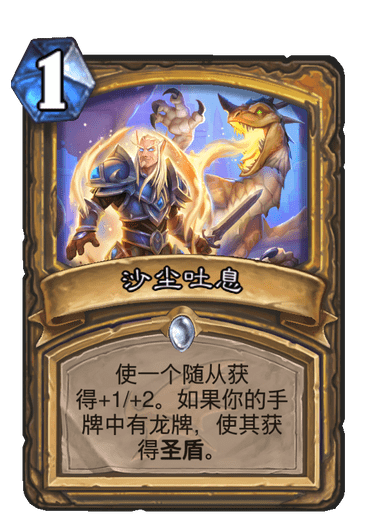 1
沙尘吐息
使一个随从获
得+1/+2。如果你的手
牌中有龙牌，使其获
得圣盾。